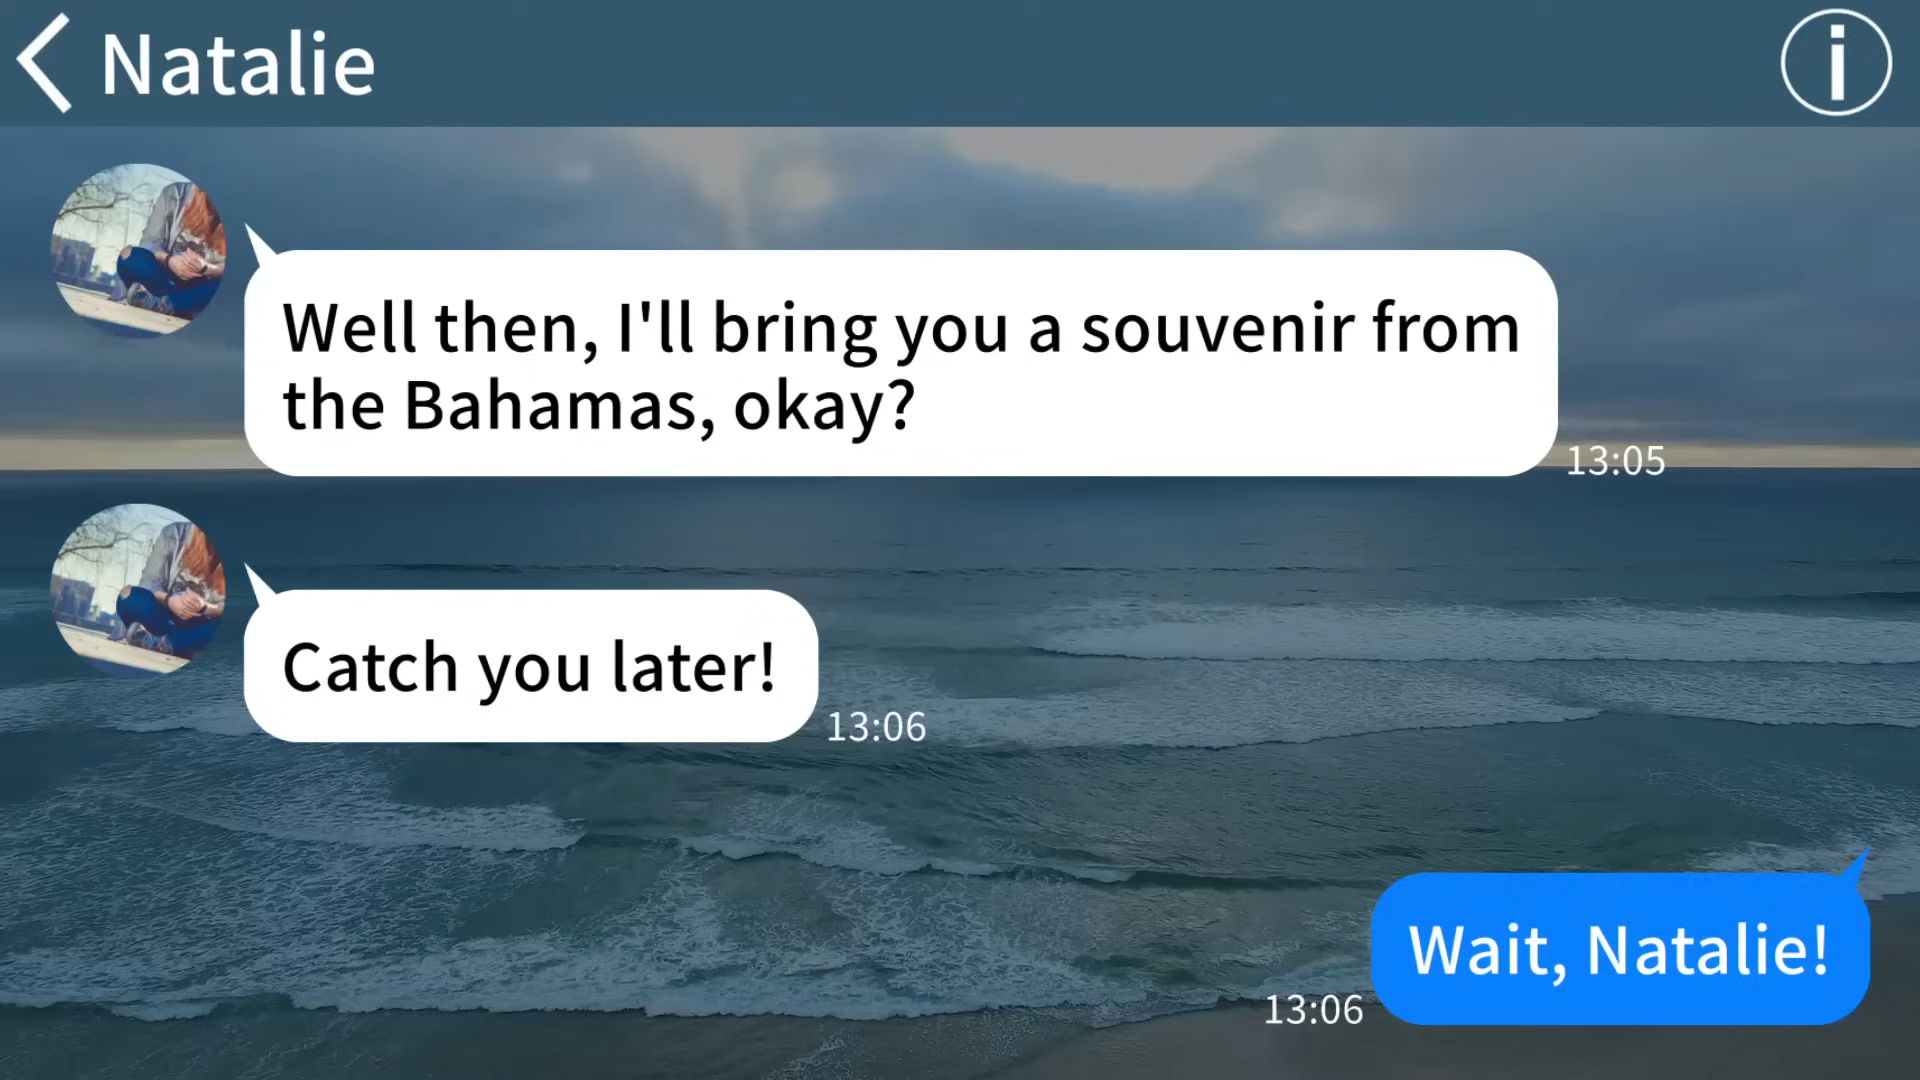 Natalie
Well then, I'll bring you a souvenir from
the Bahamas, okay?
13:05
Catch you later!
13:06
Wait, Natalie!
13:06